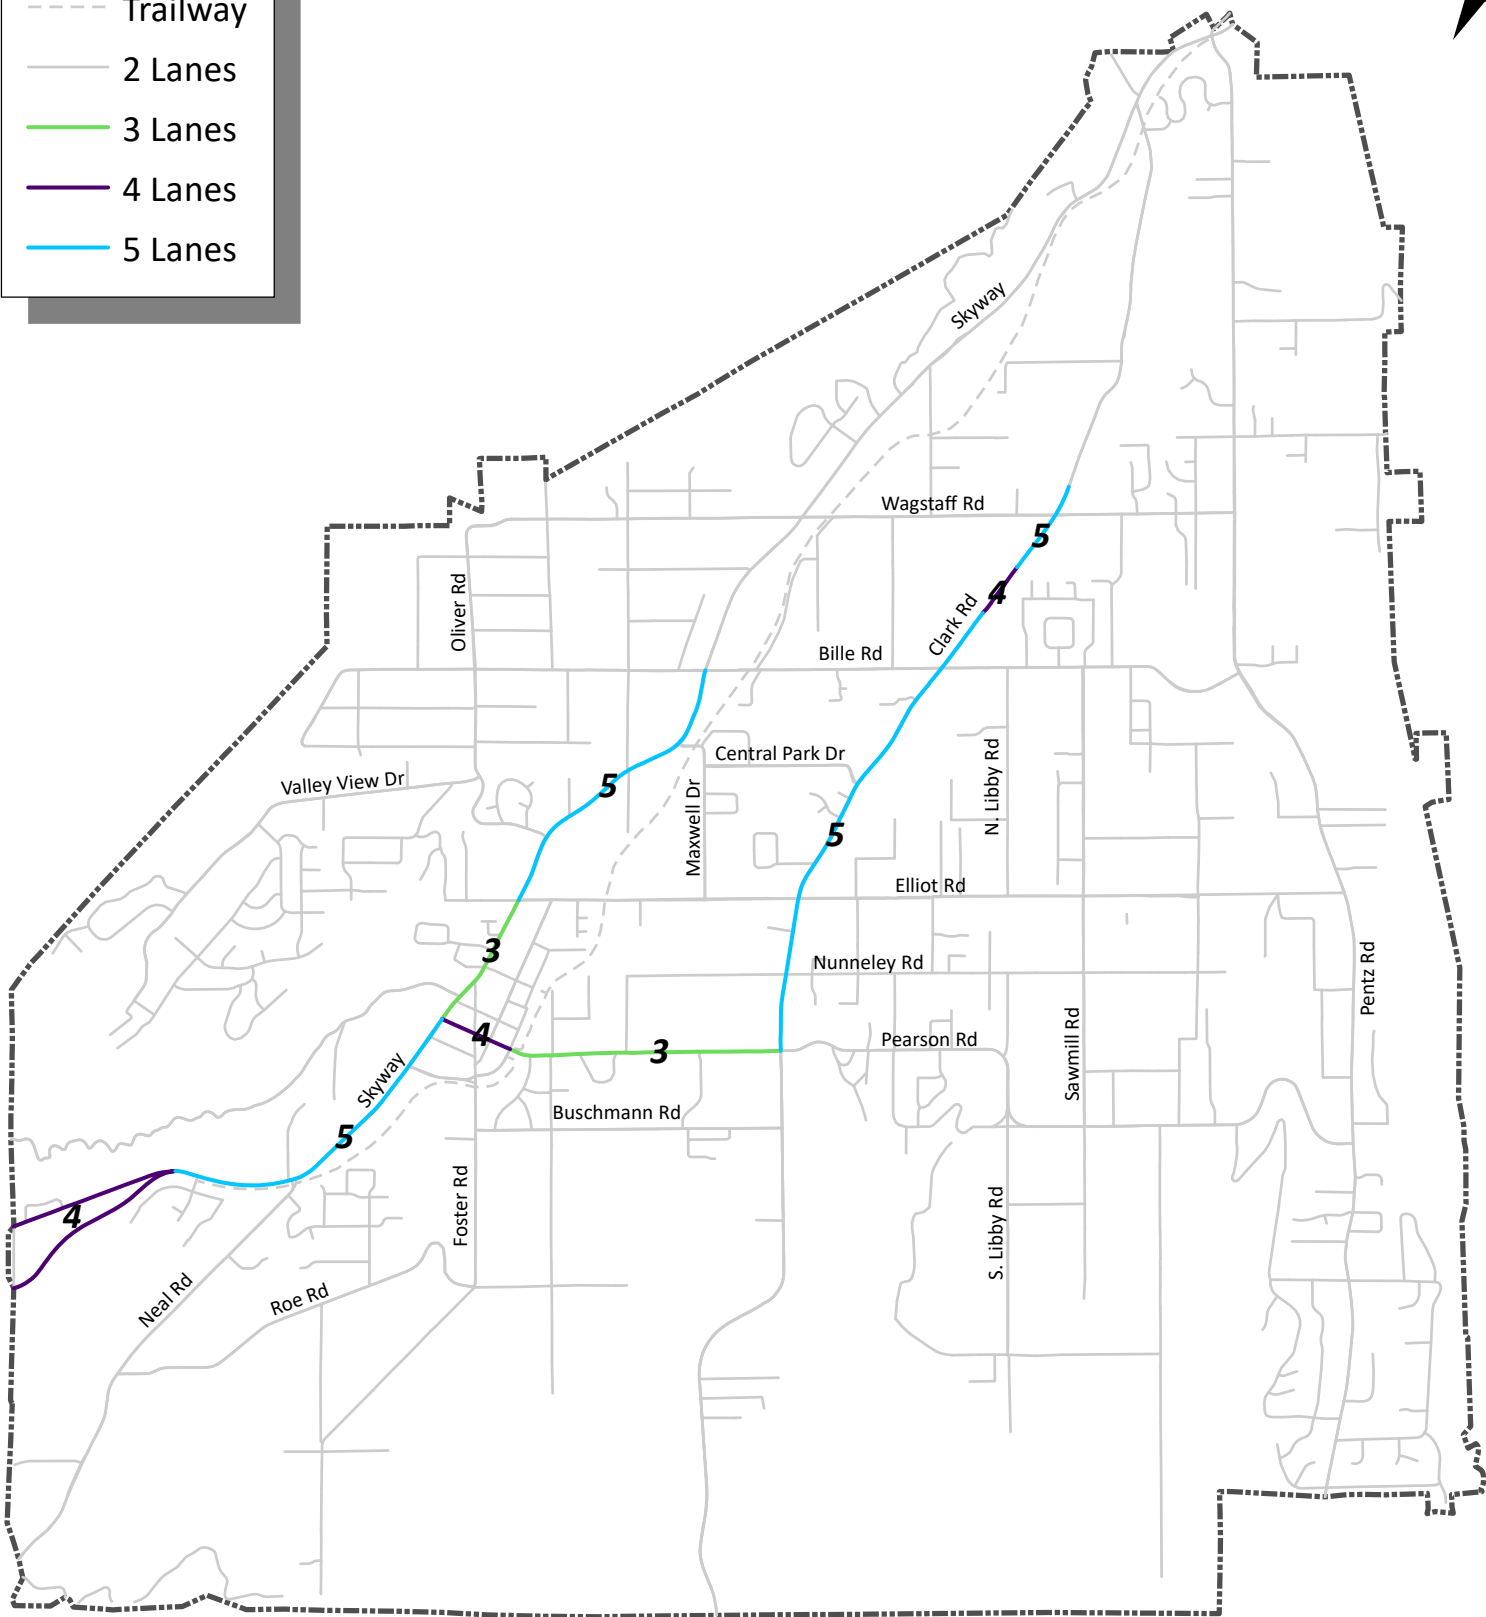 Trailway
2 Lanes
3 Lanes
4 Lanes
5 Lanes
Skyway
Wagstaff Rd
5
4
Oliver Rd
Clark Rd
Bille Rd
Central Park Dr
Valley View Dr
5
Maxwell Dr
N. Libby Rd
5
Elliot Rd
3
Nunneley Rd
Pentz Rd
4
3
Pearson Rd
Sawmill Rd
Skyway
Buschmann Rd
5
4
Foster Rd
S. Libby Rd
Neal Rd
Roe Rd